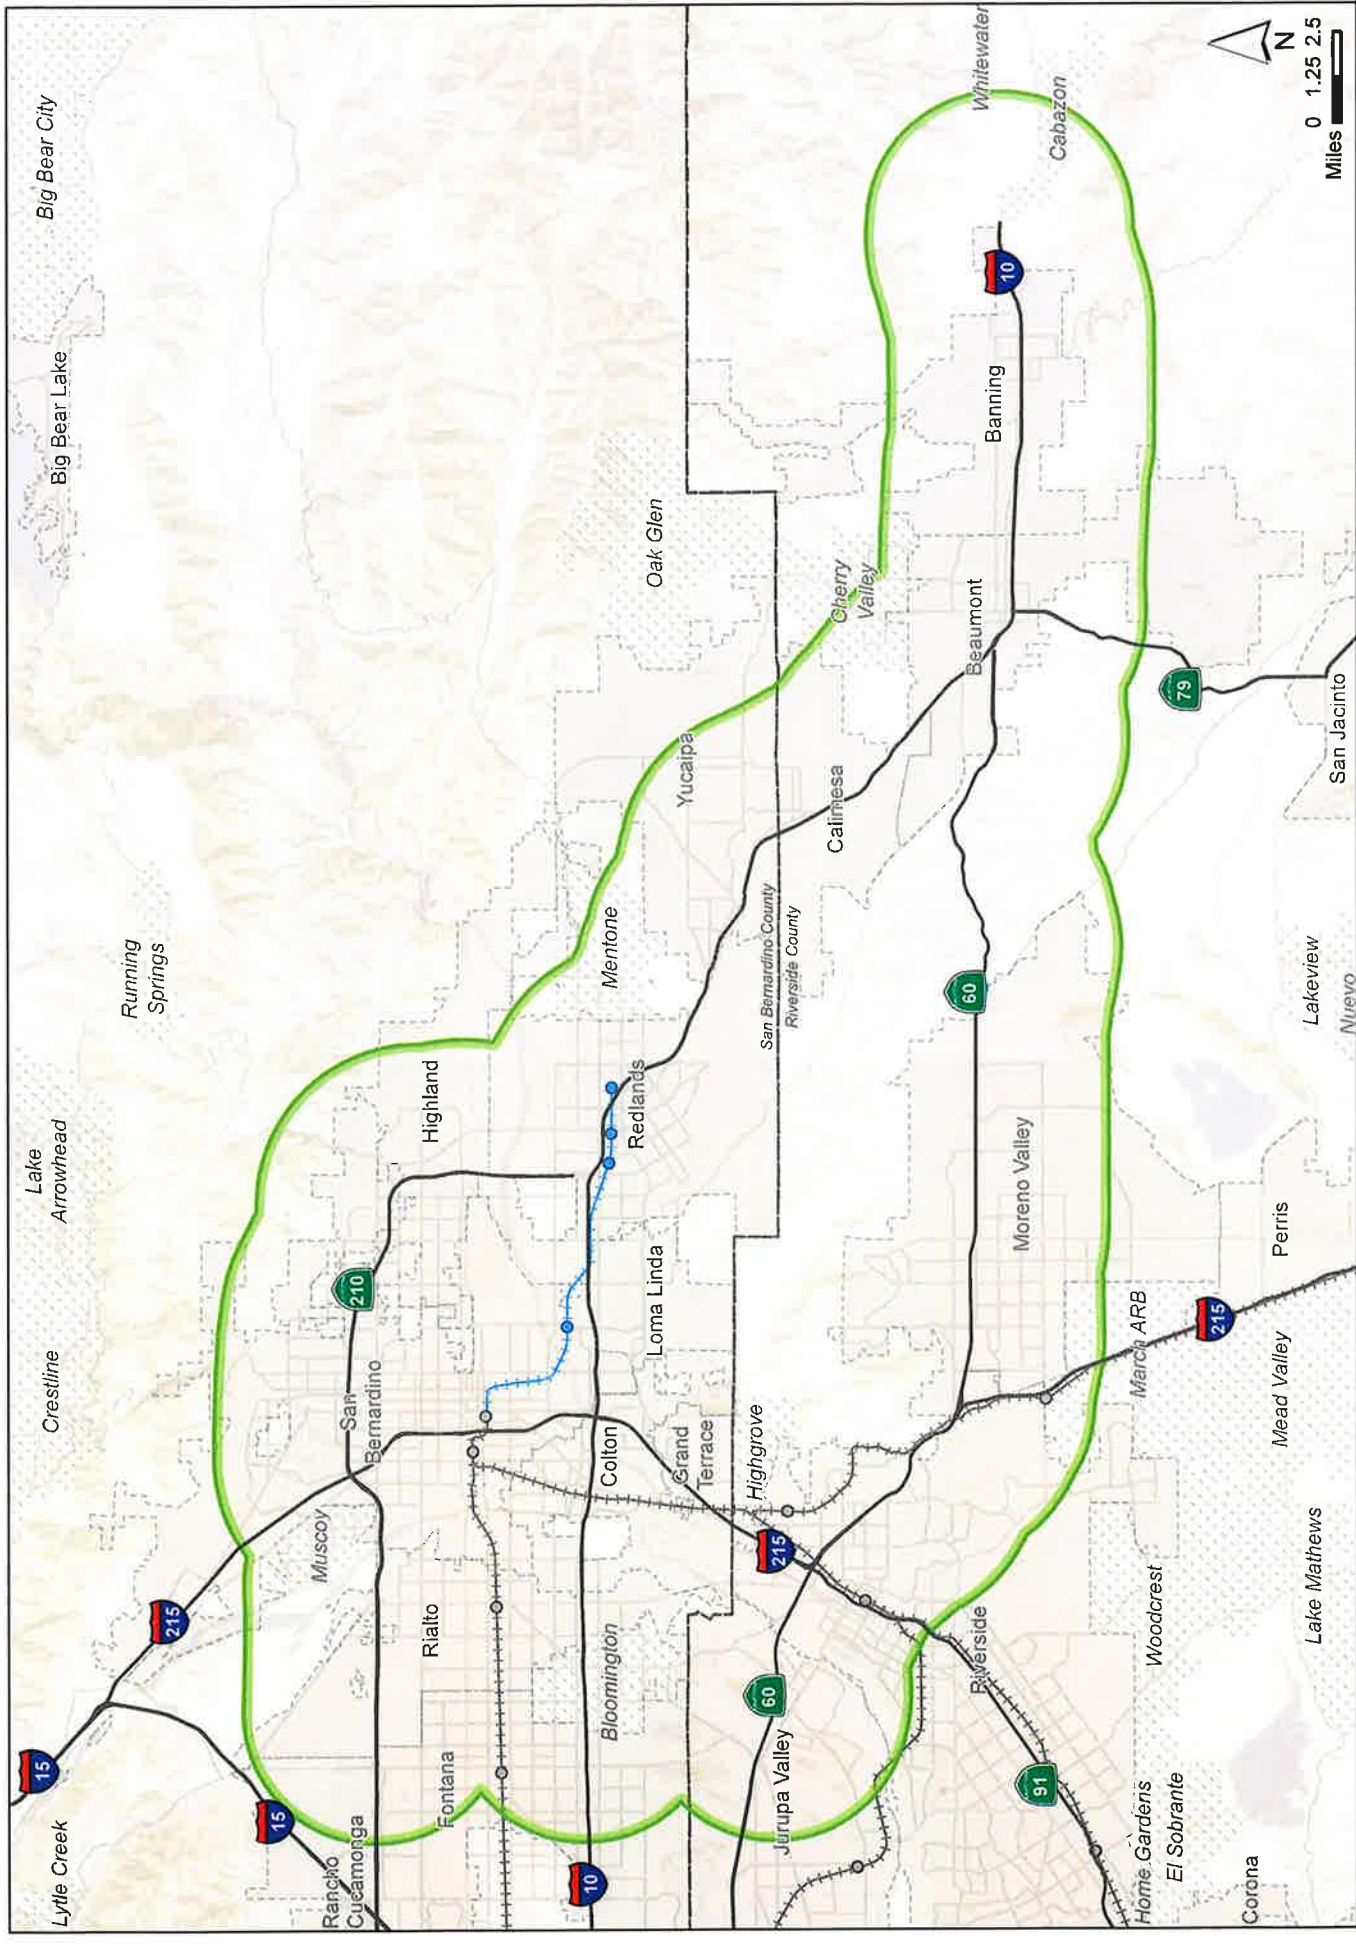 Lytle Creek
15
15
215
Crestline
Lake
Arrowhead
Running
Springs
Big Bear Lake
Big Bear City
Rancho
Cucamonga
Fontana
Rialto
Muscoy
San
Bernardino
210
Highland
10
Bloomington
Colton
Loma Linda
Redlands
Mentone
Yucaipa
Oak Glen
Grand
Terrace
Highgrove
San Bernardino County
Riverside County
Calimesa
Cherry
Valley
Jurupa Valley
60
215
Riverside
Moreno Valley
60
Beaumont
Banning
10
Whitewater
Cabazon
91
Home Gardens
El Sobrante
Corona
Woodcrest
Lake Mathews
March ARB
215
Mead Valley
Perris
Lakeview
Nuevo
79
San Jacinto
N
0 1.25 2.5
Miles